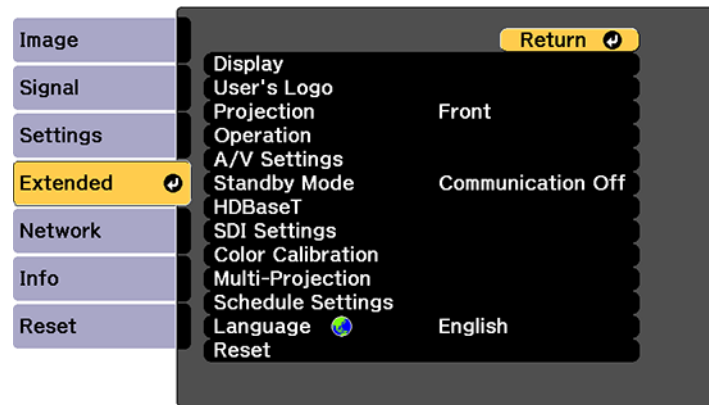 Image
Signal
Settings
Extended
Network
Info
Reset
Return
Display
User's Logo
Projection Front
Operation
A/V Settings
Standby Mode Communication Off
HDBaseT
SDI Settings
Color Calibration
Multi-Projection
Schedule Settings
Language English
Reset